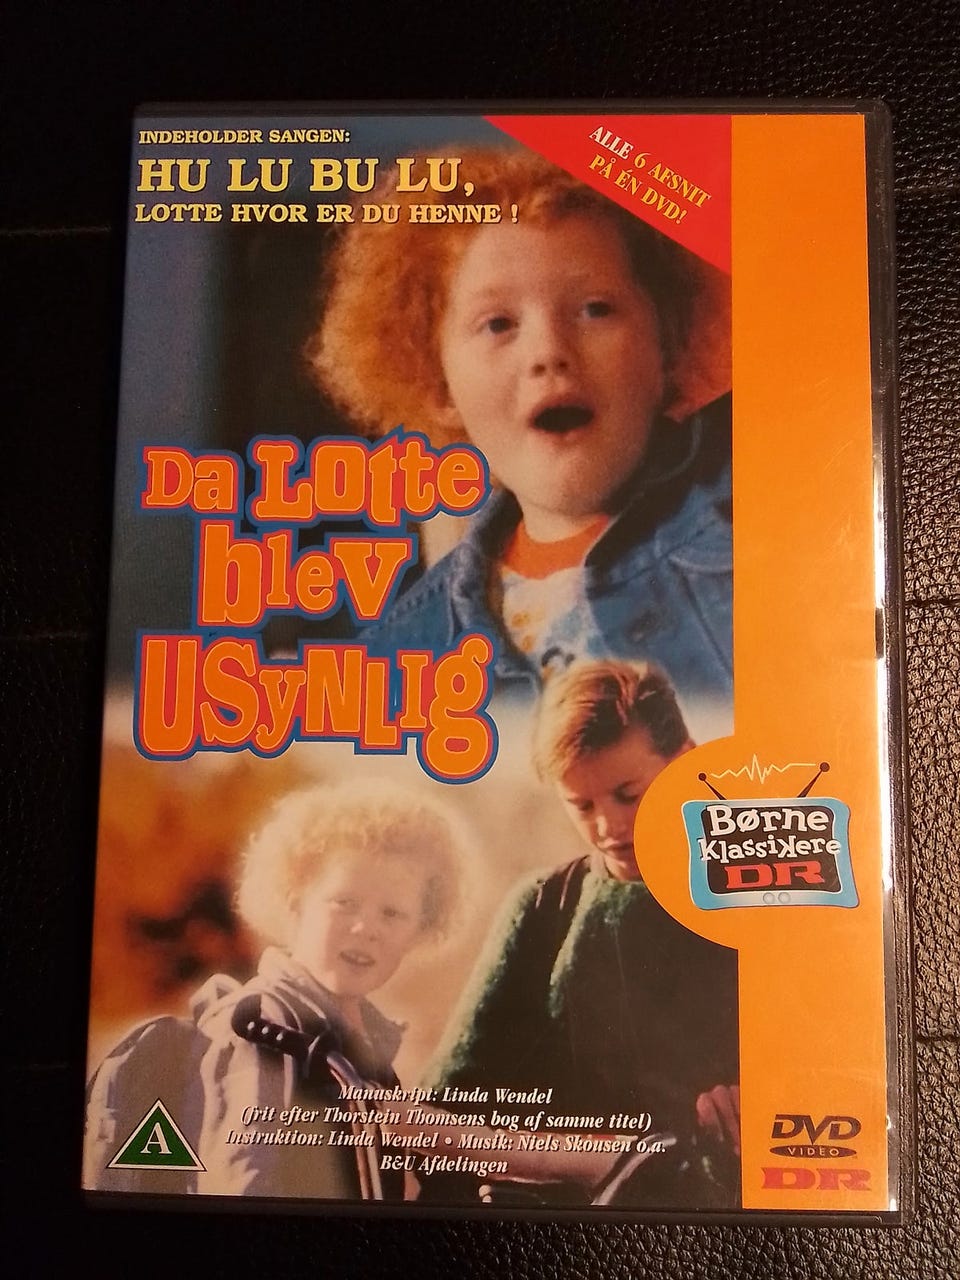 INDEHOLDER SANGEN:
HU LU BU LU,
LOTTE HVOR ER DU HENNE !
ALLE 6 AFSNIT
PÅ ÉN DVD!
Da Lotte
blev
USyNLIg
Børne
Klassikere
DR
Manuskript: Linda Wendel
(frit efter Thorstein Thomsens bog af samme titel)
Instruktion: Linda Wendel • Musik: Niels Skousen o.a.
B&U Afdelingen
A
DVD
VIDEO
DR